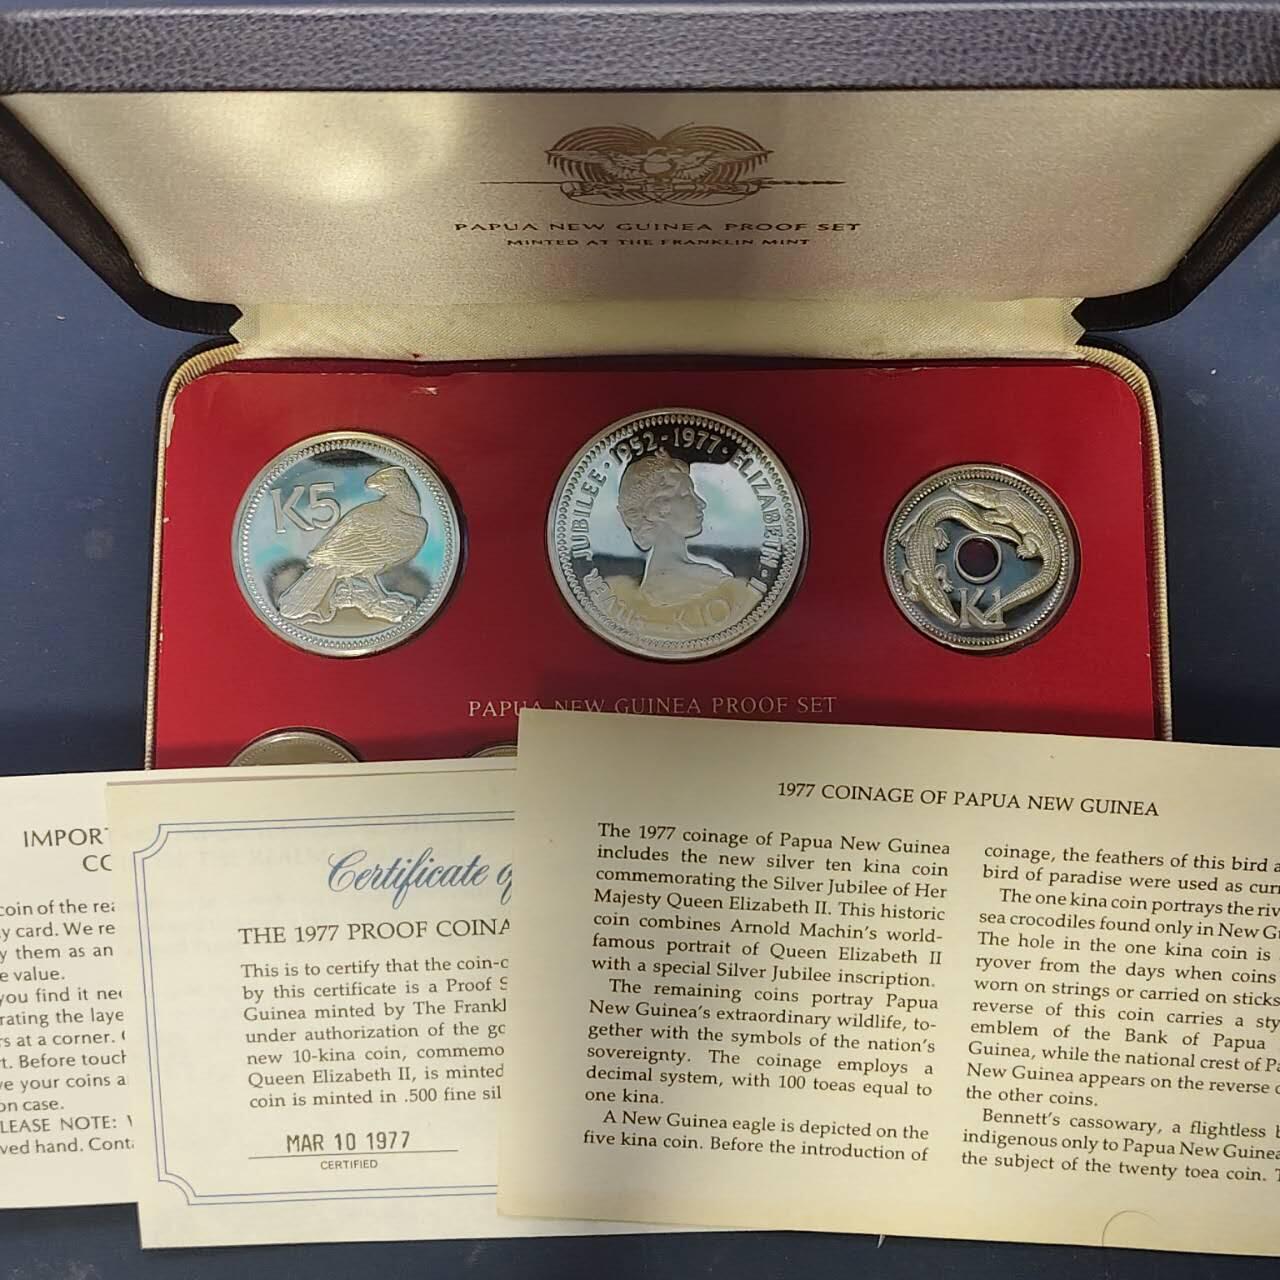 PAPUA NEW GUINEA PROOF SET
MINTED AT THE FRANKLIN MINT
K5
SILVER JUBILEE · 1952-1977 · ELIZABETH · II
K10
K1
PAPUA NEW GUINEA PROOF SET
IMPOR
CO
coin of the
y card. We re
y them as an
e value.
you find it
rating the laye
rs at a corner.
t. Before touch
ve your coins a
on case.
LEASE NOTE:
ved hand. Cont
Certificate
THE 1977 PROOF COINA
This is to certify that the coin-
by this certificate is a Proof S
Guinea minted by The Frankl
under authorization of the go
new 10-kina coin, commemo
Queen Elizabeth II, is minted
coin is minted in .500 fine sil
MAR 10 1977
CERTIFIED
1977 COINAGE OF PAPUA NEW GUINEA
The 1977 coinage of Papua New Guinea
includes the new silver ten kina coin
commemorating the Silver Jubilee of Her
Majesty Queen Elizabeth II. This historic
coin combines Arnold Machin's world-
famous portrait of Queen Elizabeth II
with a special Silver Jubilee inscription.
The remaining coins portray Papua
New Guinea's extraordinary wildlife, to-
gether with the symbols of the nation's
sovereignty. The coinage employs a
decimal system, with 100 toeas equal to
one kina.
A New Guinea eagle is depicted on the
five kina coin. Before the introduction of
coinage, the feathers of this bird a
bird of paradise were used as curr
The one kina coin portrays the riv
sea crocodiles found only in New Gu
The hole in the one kina coin is
ryover from the days when coins
worn on strings or carried on sticks
reverse of this coin carries a sty
emblem of the Bank of Papua
Guinea, while the national crest of Pa
New Guinea appears on the reverse o
the other coins.
Bennett's cassowary, a flightless b
indigenous only to Papua New Guinea
the subject of the twenty toea coin. T